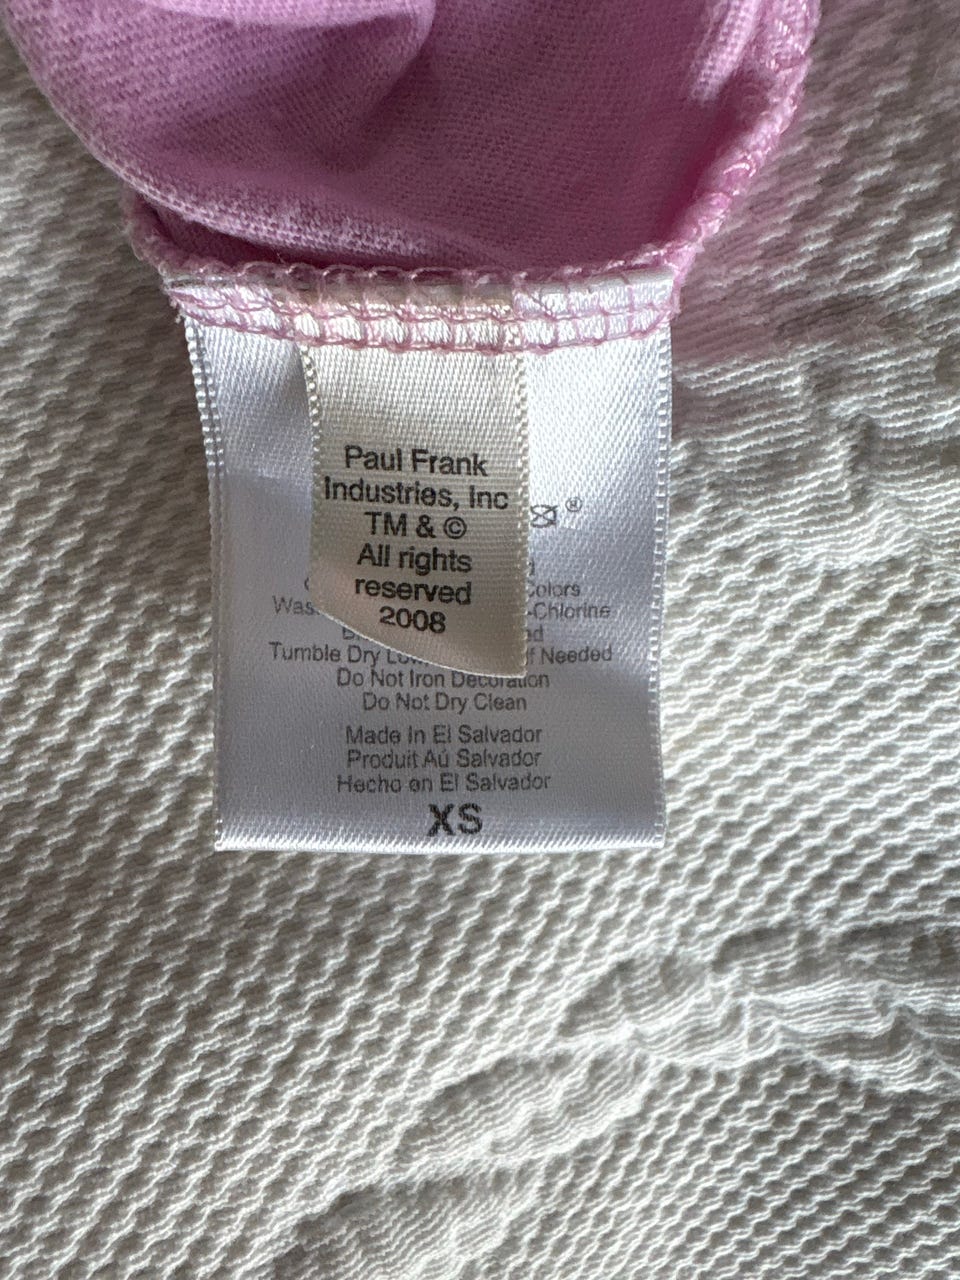 Paul Frank
Industries, Inc
TM & ©
All rights
reserved
2008
®
Colors
Chlorine
Tumble Dry Low If Needed
Do Not Iron Decoration
Do Not Dry Clean
Made In El Salvador
Produit Aú Salvador
Hecho en El Salvador
XS